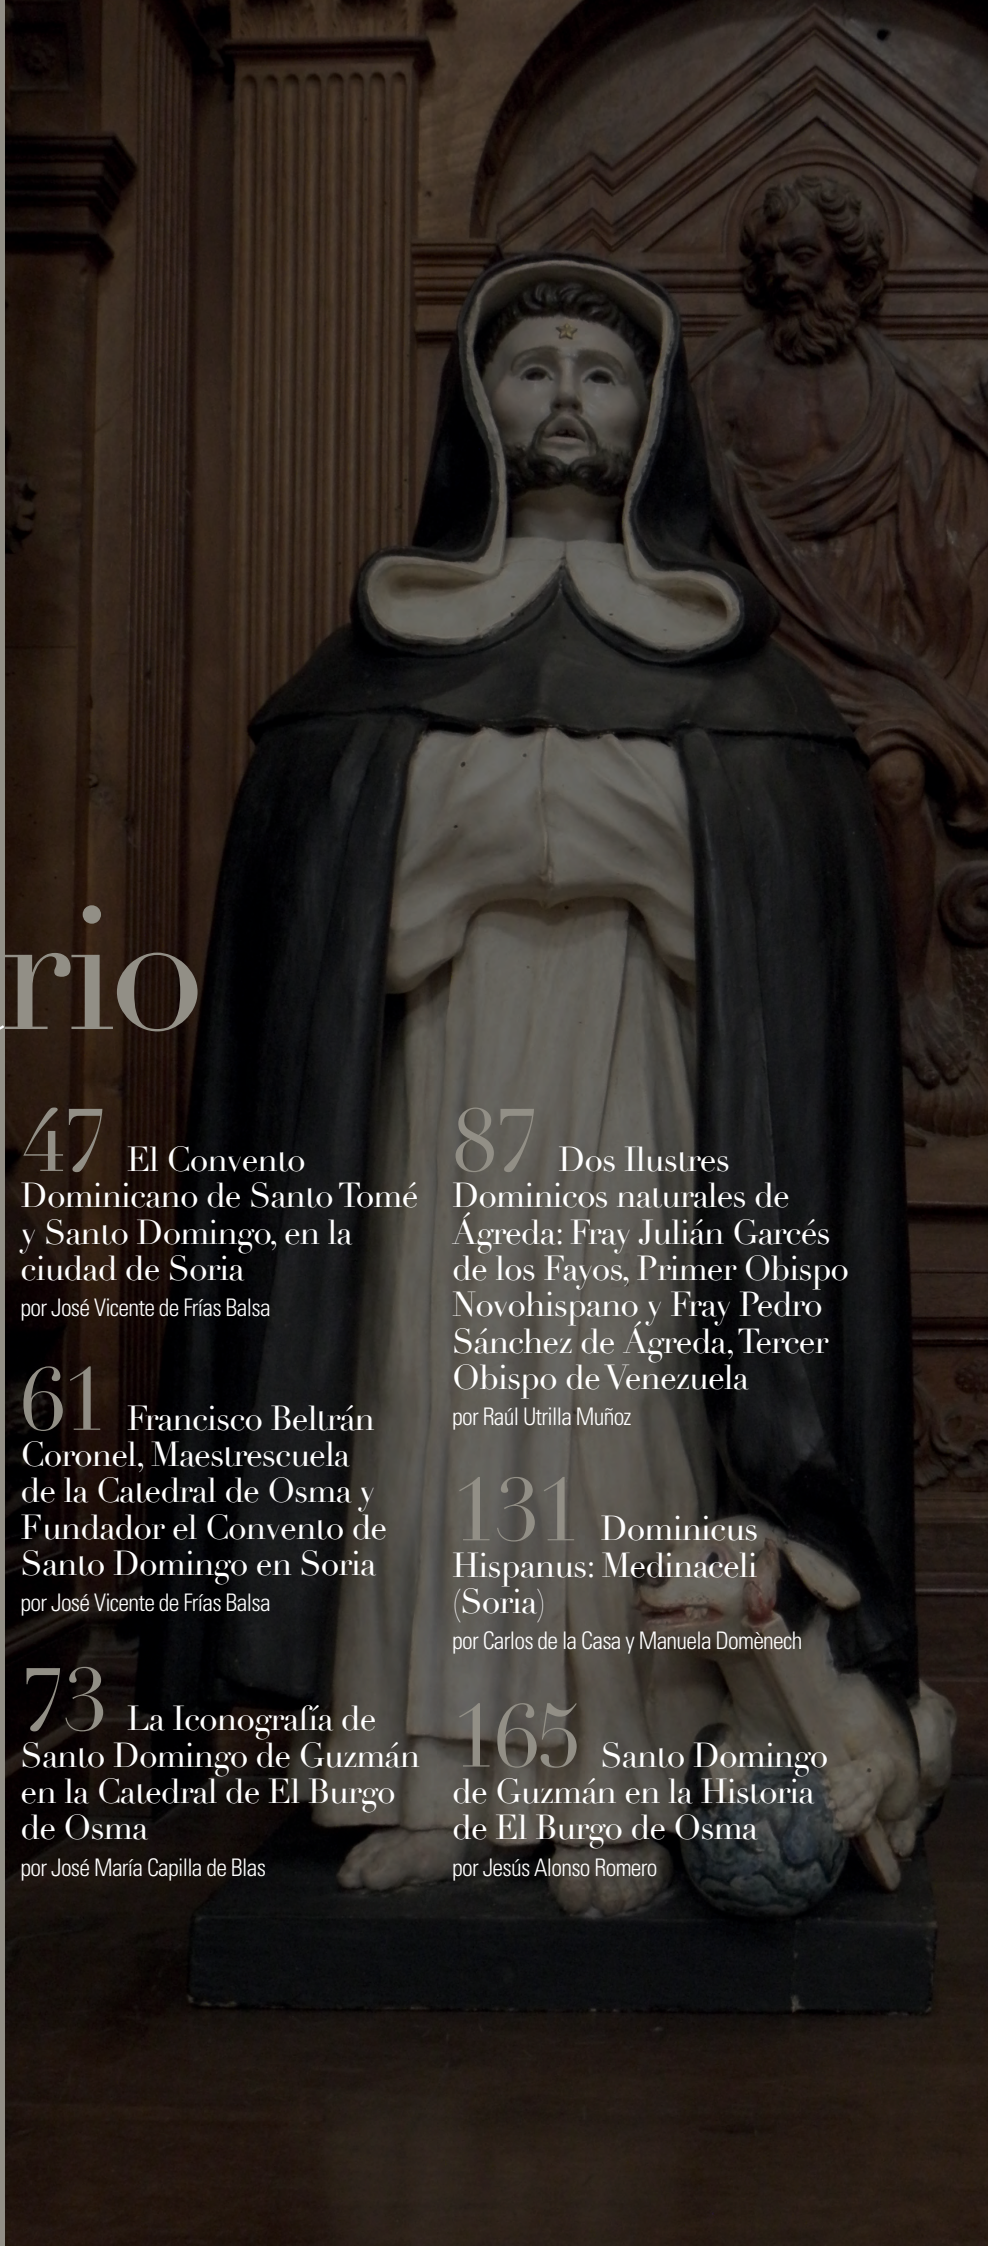 rio
47 El Convento
Dominicano de Santo Tomé
y Santo Domingo, en la
ciudad de Soria
por José Vicente de Frías Balsa
61 Francisco Beltrán
Coronel, Maestrescuela
de la Catedral de Osma y
Fundador el Convento de
Santo Domingo en Soria
por José Vicente de Frías Balsa
73 La Iconografía de
Santo Domingo de Guzmán
en la Catedral de El Burgo
de Osma
por José María Capilla de Blas
87 Dos Ilustres
Dominicos naturales de
Ágreda: Fray Julián Garcés
de los Fayos, Primer Obispo
Novohispano y Fray Pedro
Sánchez de Ágreda, Tercer
Obispo de Venezuela
por Raúl Utrilla Muñoz
131 Dominicus
Hispanus: Medinaceli
(Soria)
por Carlos de la Casa y Manuela Domènech
165 Santo Domingo
de Guzmán en la Historia
de El Burgo de Osma
por Jesús Alonso Romero